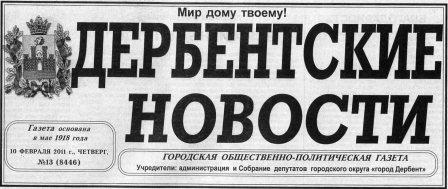 Мир дому твоему!
ДЕРБЕНТСКИЕ
НОВОСТИ
Газета основана
в мае 1918 года
10 ФЕВРАЛЯ 2011 г., ЧЕТВЕРГ,
№13 (8446)
ГОРОДСКАЯ ОБЩЕСТВЕННО-ПОЛИТИЧЕСКАЯ ГАЗЕТА
Учредители: администрация и Собрание депутатов городского округа «город Дербент»